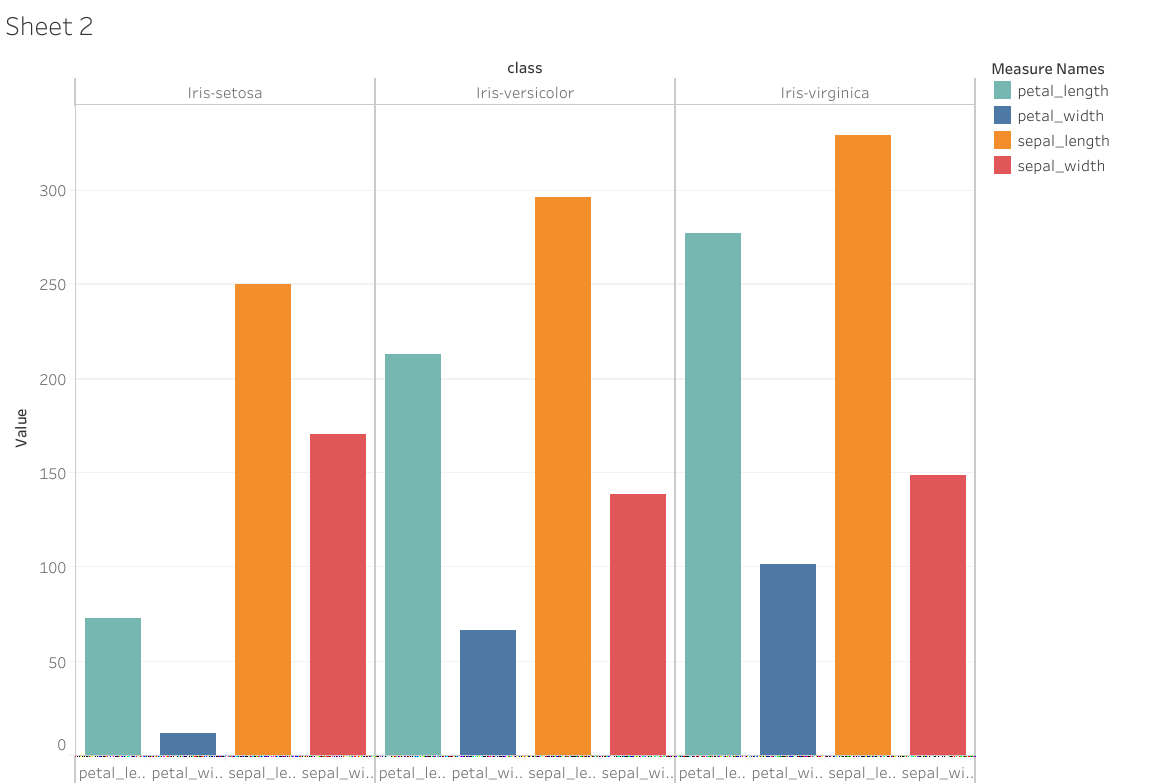 Sheet 2
class
Iris-setosa Iris-versicolor Iris-virginica
Measure Names
petal_length
petal_width
sepal_length
sepal_width
Value
300
250
200
150
100
50
0
petal_le.. petal_wi.. sepal_le.. sepal_wi.. petal_le.. petal_wi.. sepal_le.. sepal_wi.. petal_le.. petal_wi.. sepal_le.. sepal_wi..